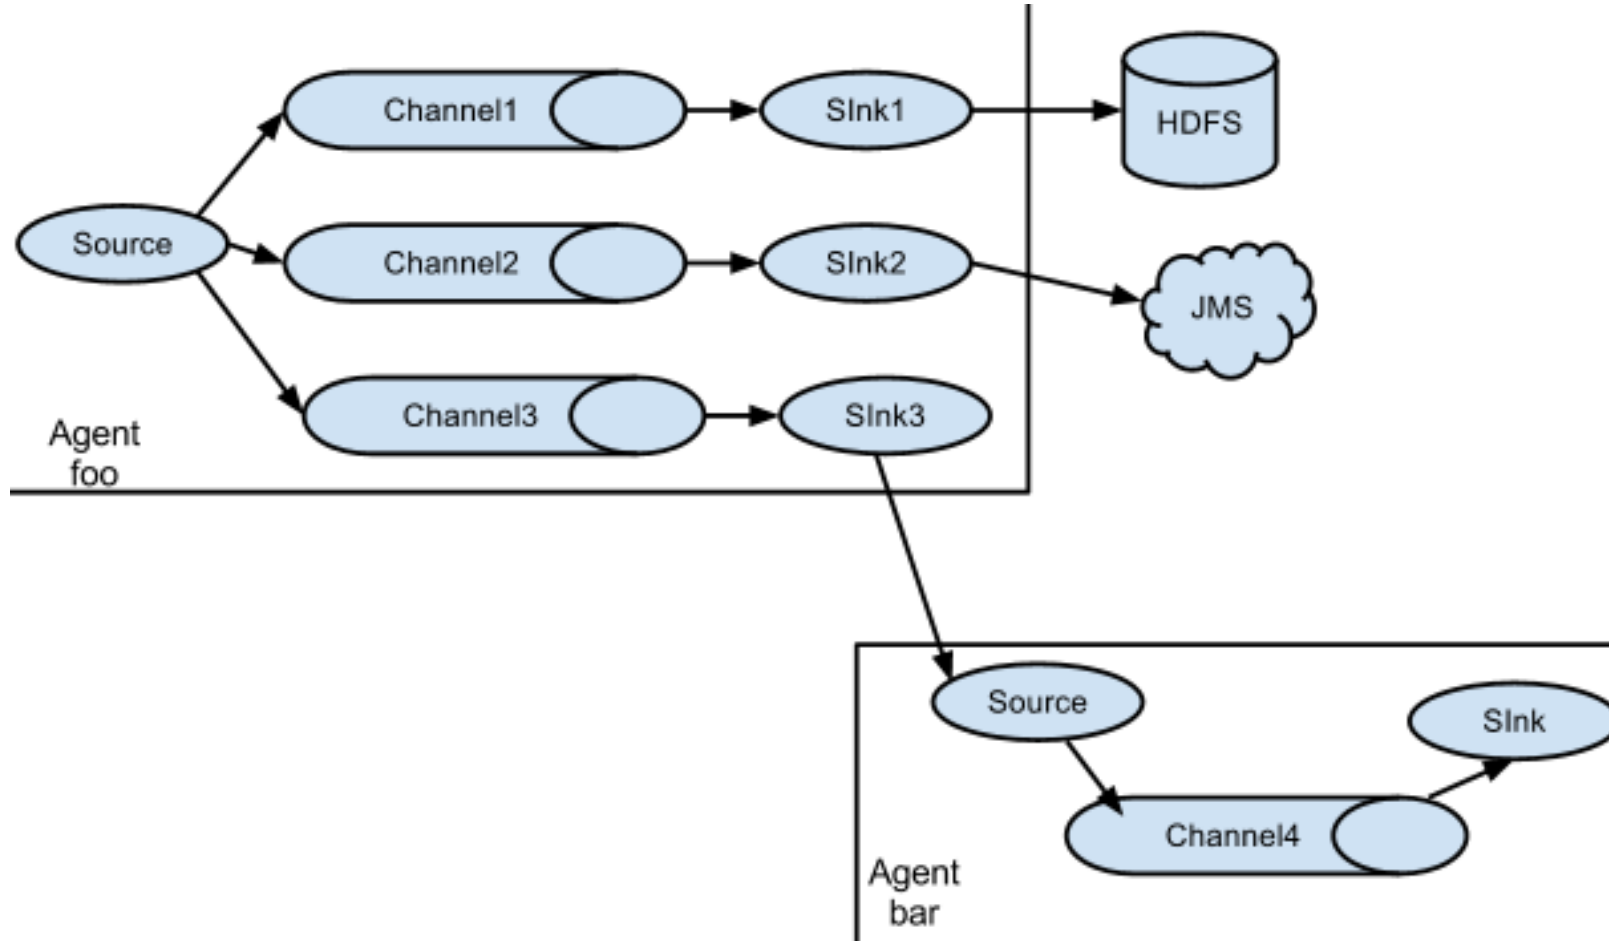 Channel1
SInk1
HDFS
Source
Channel2
SInk2
JMS
Channel3
SInk3
Agent
foo
Source
SInk
Channel4
Agent
bar